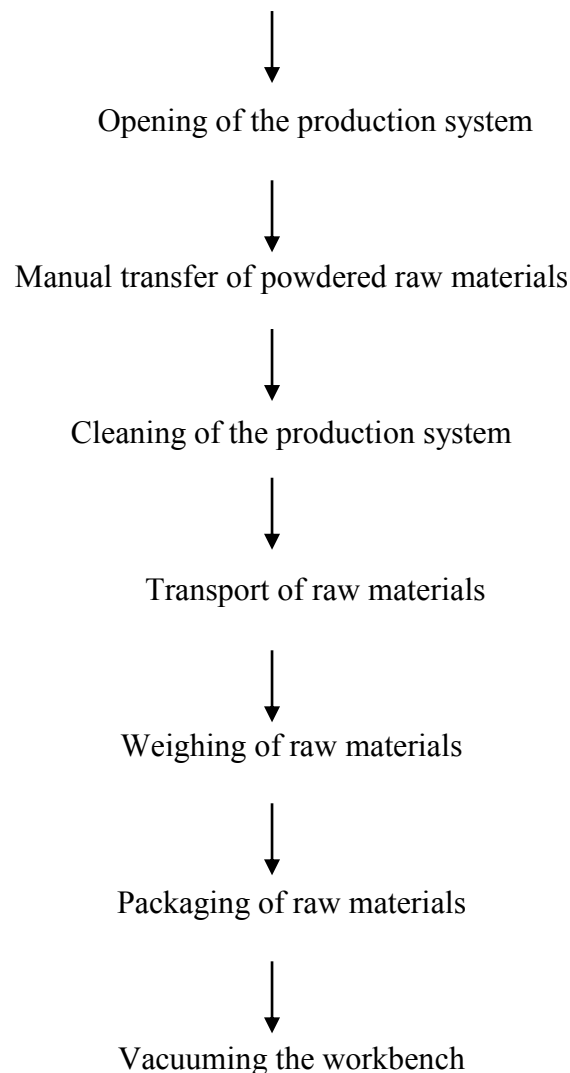 Opening of the production system
Manual transfer of powdered raw materials
Cleaning of the production system
Transport of raw materials
Weighing of raw materials
Packaging of raw materials
Vacuuming the workbench